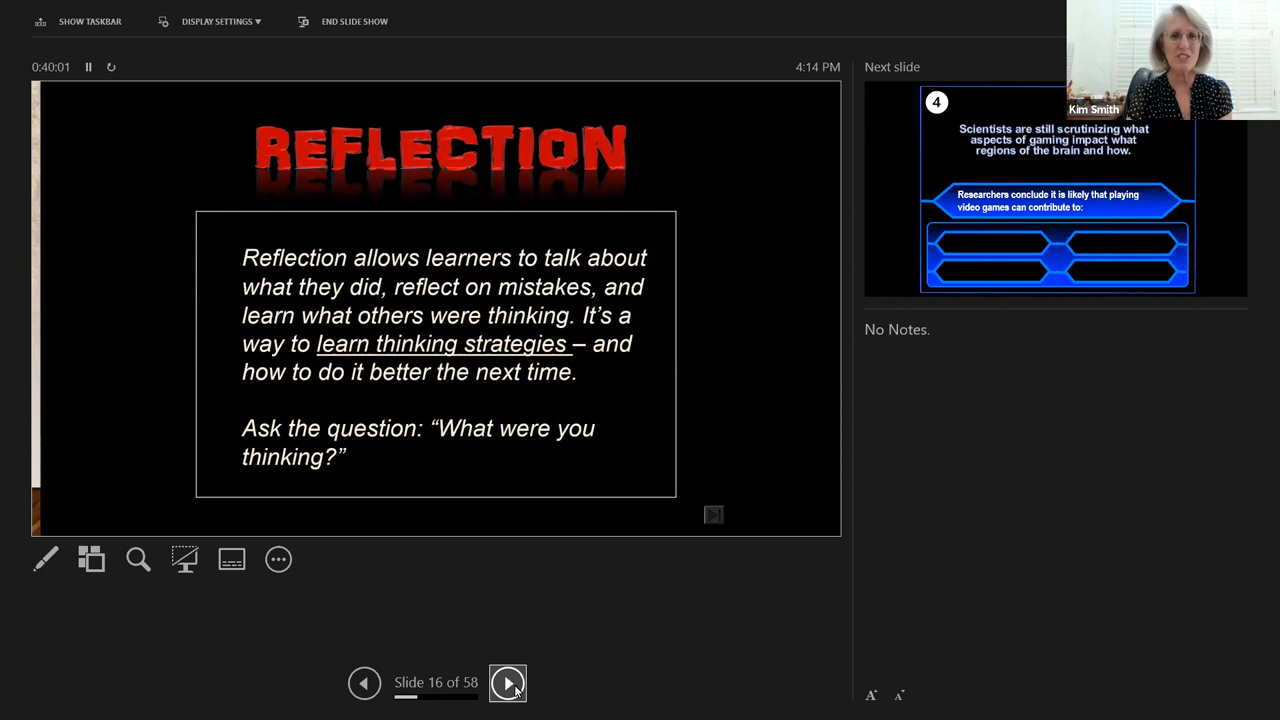 SHOW TASKBAR
DISPLAY SETTINGS ▼
END SLIDE SHOW
0:40:01
4:14 PM
Next slide
Kim Smith
REFLECTION
Reflection allows learners to talk about
what they did, reflect on mistakes, and
learn what others were thinking. It’s a
way to learn thinking strategies – and
how to do it better the next time.
Ask the question: “What were you
thinking?”
4
Scientists are still scrutinizing what
aspects of gaming impact what
regions of the brain and how.
Researchers conclude it is likely that playing
video games can contribute to:
No Notes.
Slide 16 of 58
A
A